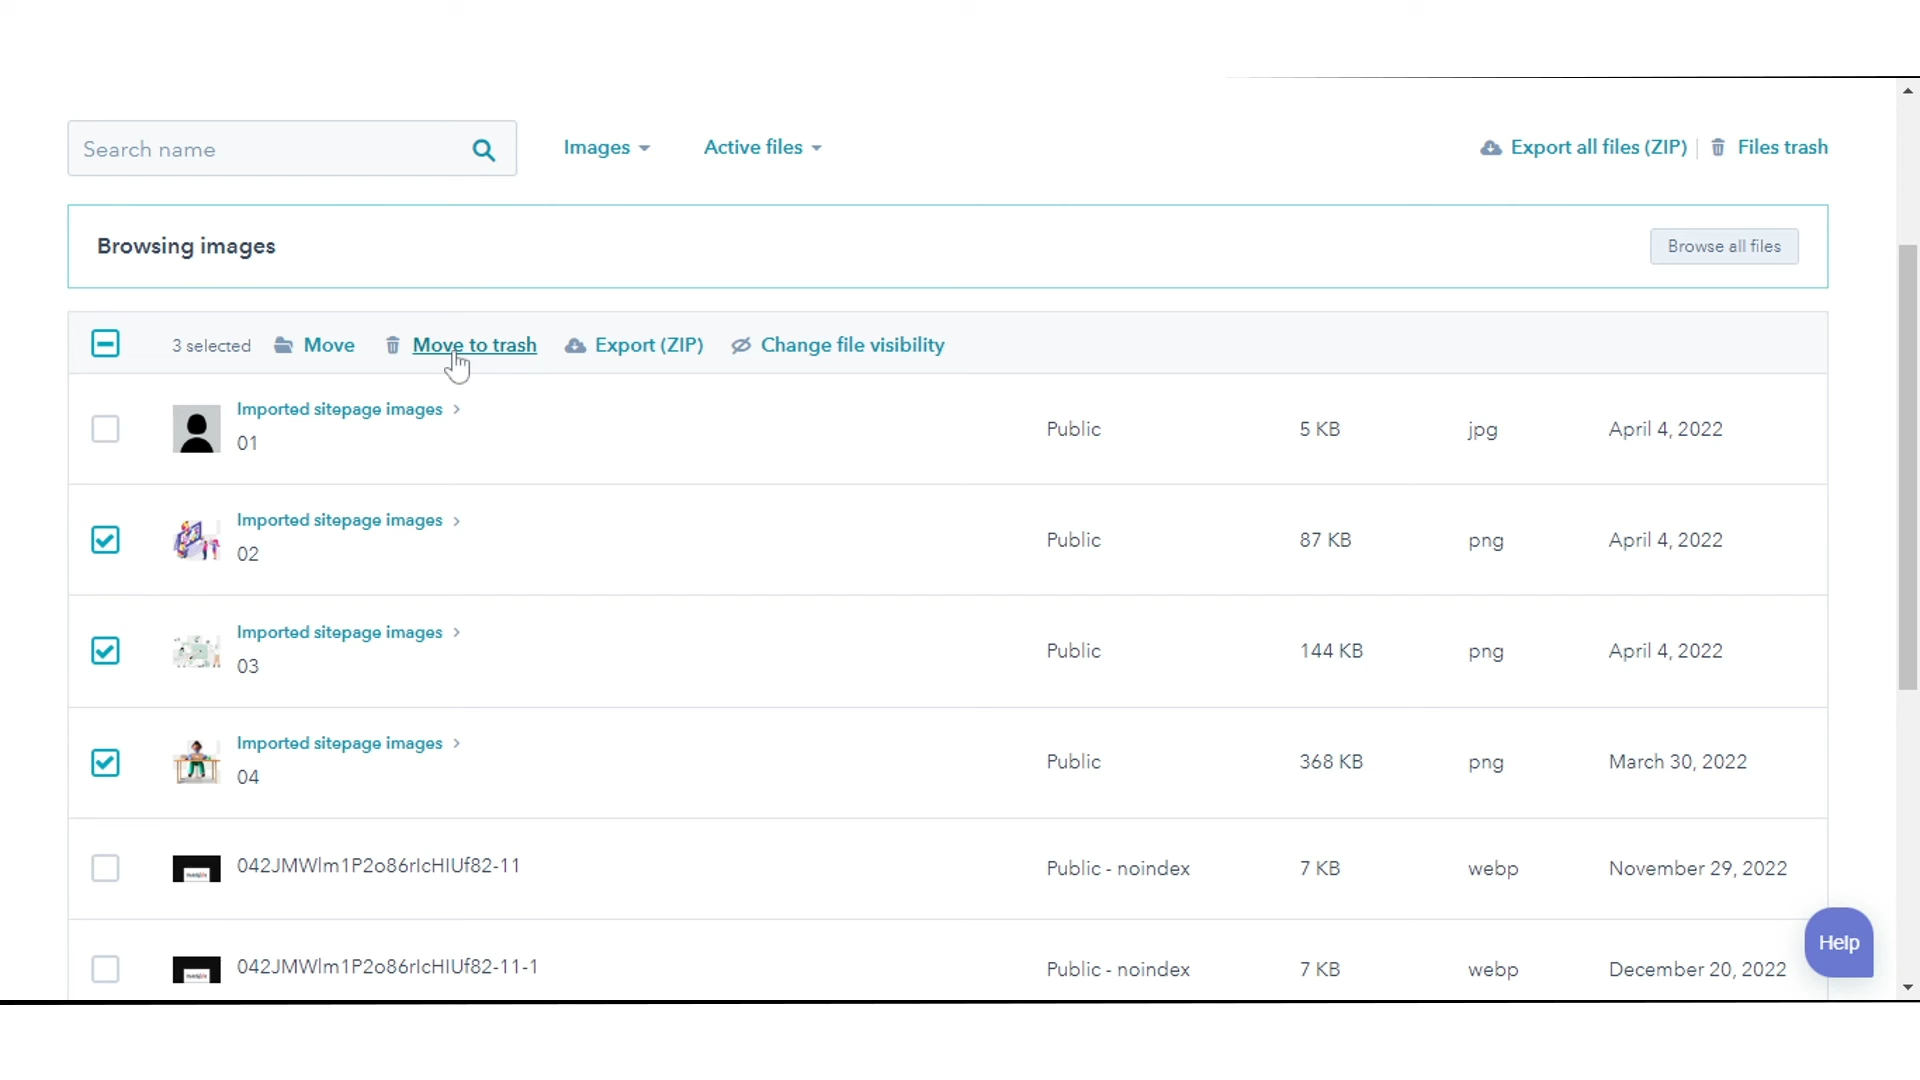 Search name
Images
Active files
Export all files (ZIP)
Files trash
Browsing images
Browse all files
3 selected
Move
Move to trash
Export (ZIP)
Change file visibility
Imported sitepage images
01
Public
5 KB
jpg
April 4, 2022
Imported sitepage images
02
Public
87 KB
png
April 4, 2022
Imported sitepage images
03
Public
144 KB
png
April 4, 2022
Imported sitepage images
04
Public
368 KB
png
March 30, 2022
042JMWlm1P2o86rIcHIUf82-11
Public - noindex
7 KB
webp
November 29, 2022
042JMWlm1P2o86rIcHIUf82-11-1
Public - noindex
7 KB
webp
December 20, 2022
Help